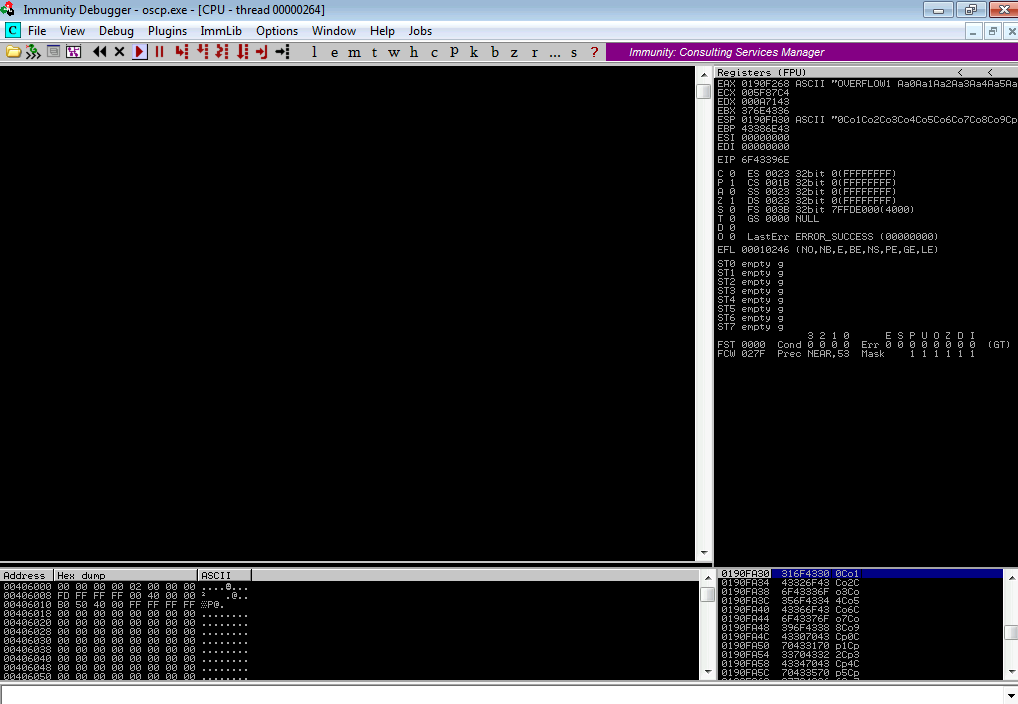 Immunity Debugger - oscp.exe - [CPU - thread 00000264]
C File View Debug Plugins ImmLib Options Window Help Jobs
l e m t w h c P k b z r ... s ? Immunity: Consulting Services Manager
Registers (FPU) < <
EAX 0190F268 ASCII "OVERFLOW1 Aa0Aa1Aa2Aa3Aa4Aa5Aa
ECX 005F87C4
EDX 000A7143
EBX 376E4336
ESP 0190FA30 ASCII "0Co1Co2Co3Co4Co5Co6Co7Co8Co9Cp
EBP 43386E43
ESI 00000000
EDI 00000000
EIP 6F43396E
C 0 ES 0023 32bit 0(FFFFFFFF)
P 1 CS 001B 32bit 0(FFFFFFFF)
A 0 SS 0023 32bit 0(FFFFFFFF)
Z 1 DS 0023 32bit 0(FFFFFFFF)
S 0 FS 003B 32bit 7FFDE000(4000)
T 0 GS 0000 NULL
D 0
O 0 LastErr ERROR_SUCCESS (00000000)
EFL 00010246 (NO,NB,E,BE,NS,PE,GE,LE)
ST0 empty g
ST1 empty g
ST2 empty g
ST3 empty g
ST4 empty g
ST5 empty g
ST6 empty g
ST7 empty g
3 2 1 0 E S P U O Z D I
FST 0000 Cond 0 0 0 0 Err 0 0 0 0 0 0 0 0 (GT)
FCW 027F Prec NEAR,53 Mask 1 1 1 1 1 1
Address Hex dump ASCII
00406000 00 00 00 00 02 00 00 00 ....@...
00406008 FD FF FF FF 00 40 00 00 ² .@..
00406010 B0 50 40 00 FF FF FF FF ░P@.
00406018 00 00 00 00 00 00 00 00 ........
00406020 00 00 00 00 00 00 00 00 ........
00406028 00 00 00 00 00 00 00 00 ........
00406030 00 00 00 00 00 00 00 00 ........
00406038 00 00 00 00 00 00 00 00 ........
00406040 00 00 00 00 00 00 00 00 ........
00406048 00 00 00 00 00 00 00 00 ........
00406050 00 00 00 00 00 00 00 00 ........
0190FA30 316F4330 0Co1
0190FA34 43326F43 Co2C
0190FA38 6F43336F o3Co
0190FA3C 356F4334 4Co5
0190FA40 43366F43 Co6C
0190FA44 6F43376F o7Co
0190FA48 396F4338 8Co9
0190FA4C 43307043 Cp0C
0190FA50 70433170 p1Cp
0190FA54 33704332 2Cp3
0190FA58 43347043 Cp4C
0190FA5C 70433570 p5Cp